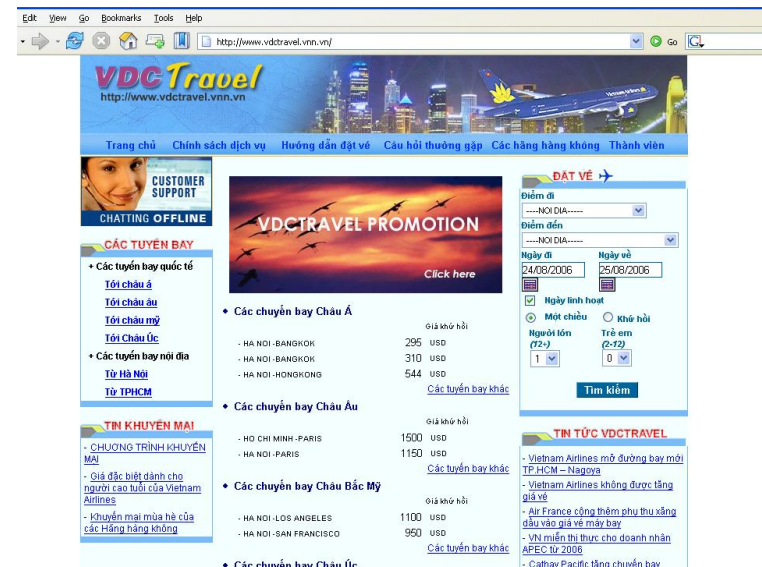 Edit View Go Bookmarks Tools Help
http://www.vdctravel.vnn.vn/
Go
VDCTravel
http://www.vdctravel.vnn.vn
Trang chủ Chính sách dịch vụ Hướng dẫn đặt vé Câu hỏi thường gặp Các hãng hàng không Thành viên
CUSTOMER
SUPPORT
CHATTING OFFLINE
CÁC TUYẾN BAY
+ Các tuyến bay quốc tế
Tới châu á
Tới châu âu
Tới châu mỹ
Tới Châu Úc
+ Các tuyến bay nội địa
Từ Hà Nội
Từ TPHCM
TIN KHUYẾN MẠI
- CHƯƠNG TRÌNH KHUYẾN
MẠI
- Giá đặc biệt dành cho
người cao tuổi của Vietnam
Airlines
- Khuyến mại mùa hè của
các Hãng hàng không
VDCTRAVEL PROMOTION
Click here
Các chuyến bay Châu Á
Giá khứ hồi
- HA NOI -BANGKOK 295 USD
- HA NOI -BANGKOK 310 USD
- HA NOI -HONGKONG 544 USD
Các tuyến bay khác
Các chuyến bay Châu Âu
Giá khứ hồi
- HO CHI MINH -PARIS 1500 USD
- HA NOI -PARIS 1150 USD
Các tuyến bay khác
Các chuyến bay Châu Bắc Mỹ
Giá khứ hồi
- HA NOI -LOS ANGELES 1100 USD
- HA NOI -SAN FRANCISCO 950 USD
Các tuyến bay khác
Các chuyến bay Châu Úc
ĐẶT VÉ
Điểm đi
----NOI DIA-----
Điểm đến
----NOI DIA-----
Ngày đi Ngày về
24/08/2006 25/08/2006
Ngày linh hoạt
Một chiều Khứ hồi
Người lớn Trẻ em
(12+) (2-12)
1 0
Tìm kiếm
TIN TỨC VDCTRAVEL
- Vietnam Airlines mở đường bay mới
TP.HCM – Nagoya
- Vietnam Airlines không được tăng
giá vé
- Air France cộng thêm phụ thu xăng
dầu vào giá vé máy bay
- VN miễn thị thực cho doanh nhân
APEC từ 2006
- Cathay Pacific tăng chuyến bay